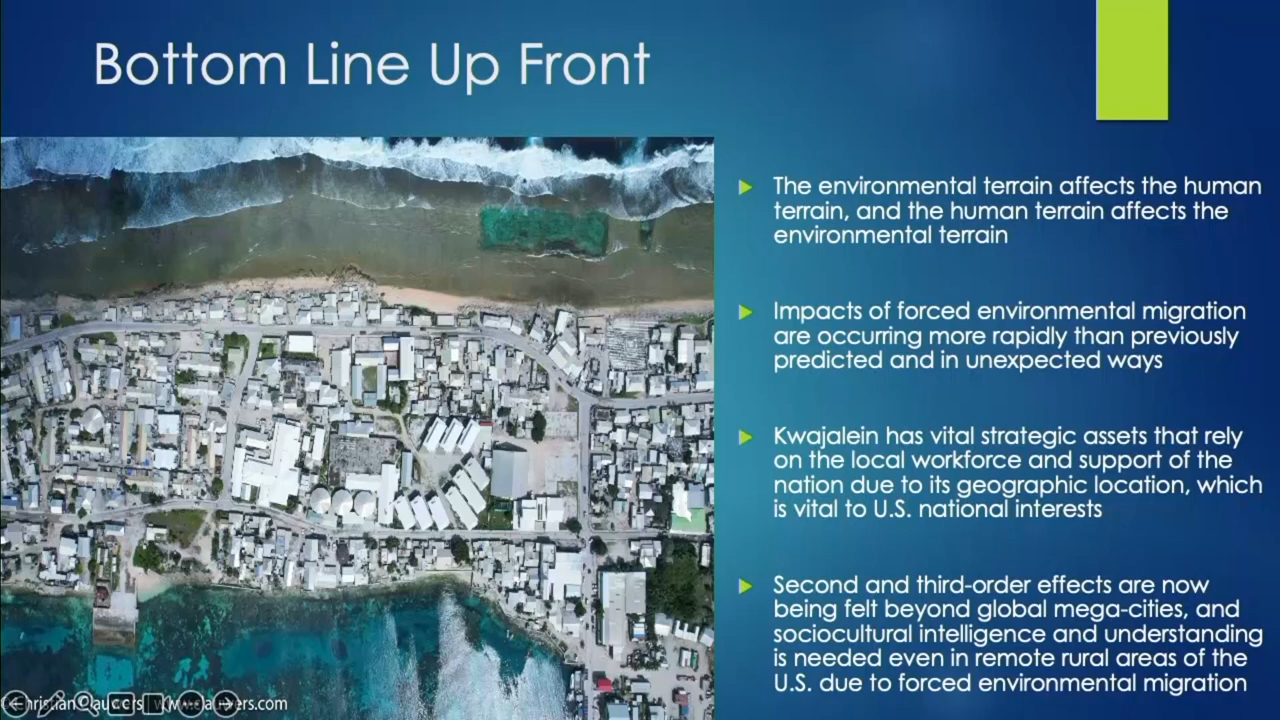 Bottom Line Up Front
The environmental terrain affects the human
terrain, and the human terrain affects the
environmental terrain
Impacts of forced environmental migration
are occurring more rapidly than previously
predicted and in unexpected ways
Kwajalein has vital strategic assets that rely
on the local workforce and support of the
nation due to its geographic location, which
is vital to U.S. national interests
Second and third-order effects are now
being felt beyond global mega-cities, and
sociocultural intelligence and understanding
is needed even in remote rural areas of the
U.S. due to forced environmental migration